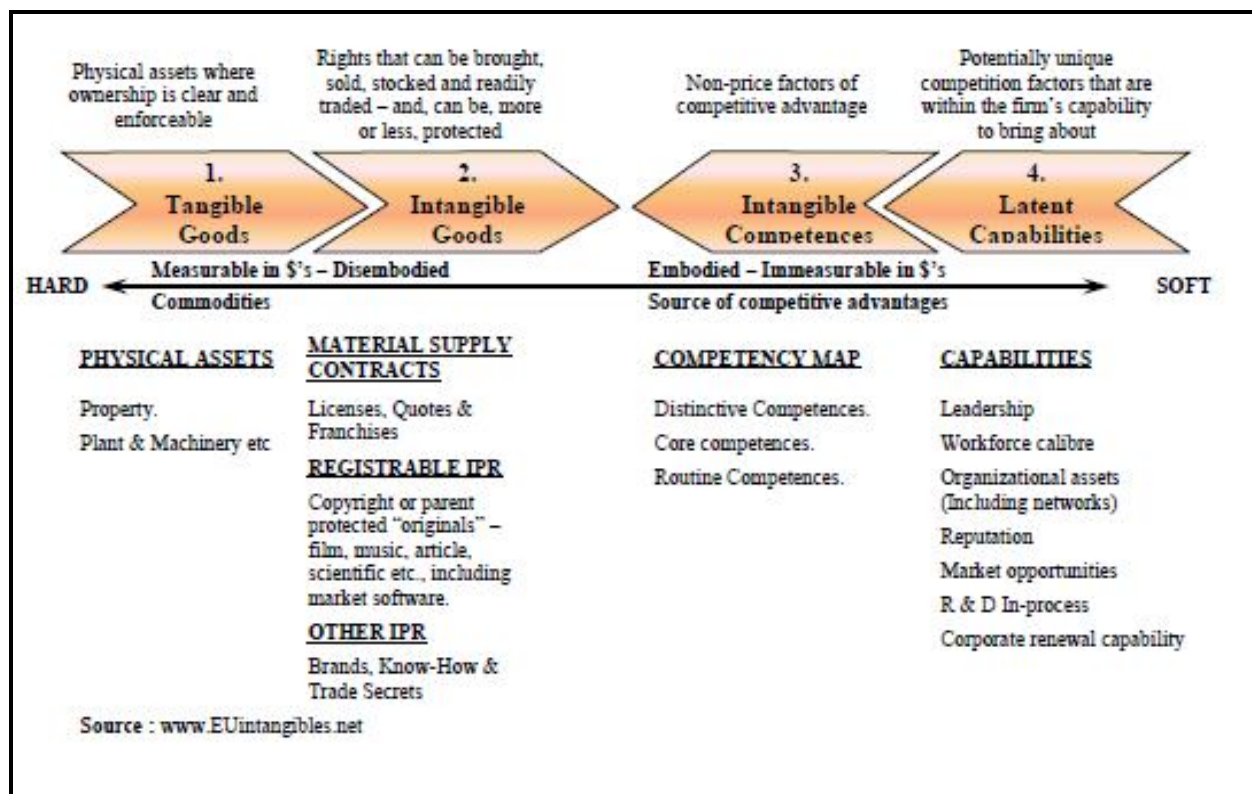 Physical assets where
ownership is clear and
enforceable
Rights that can be brought,
sold, stocked and readily
traded – and, can be, more
or less, protected
Non-price factors of
competitive advantage
Potentially unique
competition factors that are
within the firm's capability
to bring about
1.
Tangible
Goods
2.
Intangible
Goods
3.
Intangible
Competences
4.
Latent
Capabilities
Measurable in $'s – Disembodied
Embodied – Immeasurable in $'s
HARD
SOFT
Commodities
Source of competitive advantages
PHYSICAL ASSETS
Property.
Plant & Machinery etc
MATERIAL SUPPLY
CONTRACTS
Licenses, Quotes &
Franchises
REGISTRABLE IPR
Copyright or parent
protected “originals” –
film, music, article,
scientific etc., including
market software.
OTHER IPR
Brands, Know-How &
Trade Secrets
COMPETENCY MAP
Distinctive Competences.
Core competences.
Routine Competences.
CAPABILITIES
Leadership
Workforce calibre
Organizational assets
(Including networks)
Reputation
Market opportunities
R & D In-process
Corporate renewal capability
Source : www.EUintangibles.net